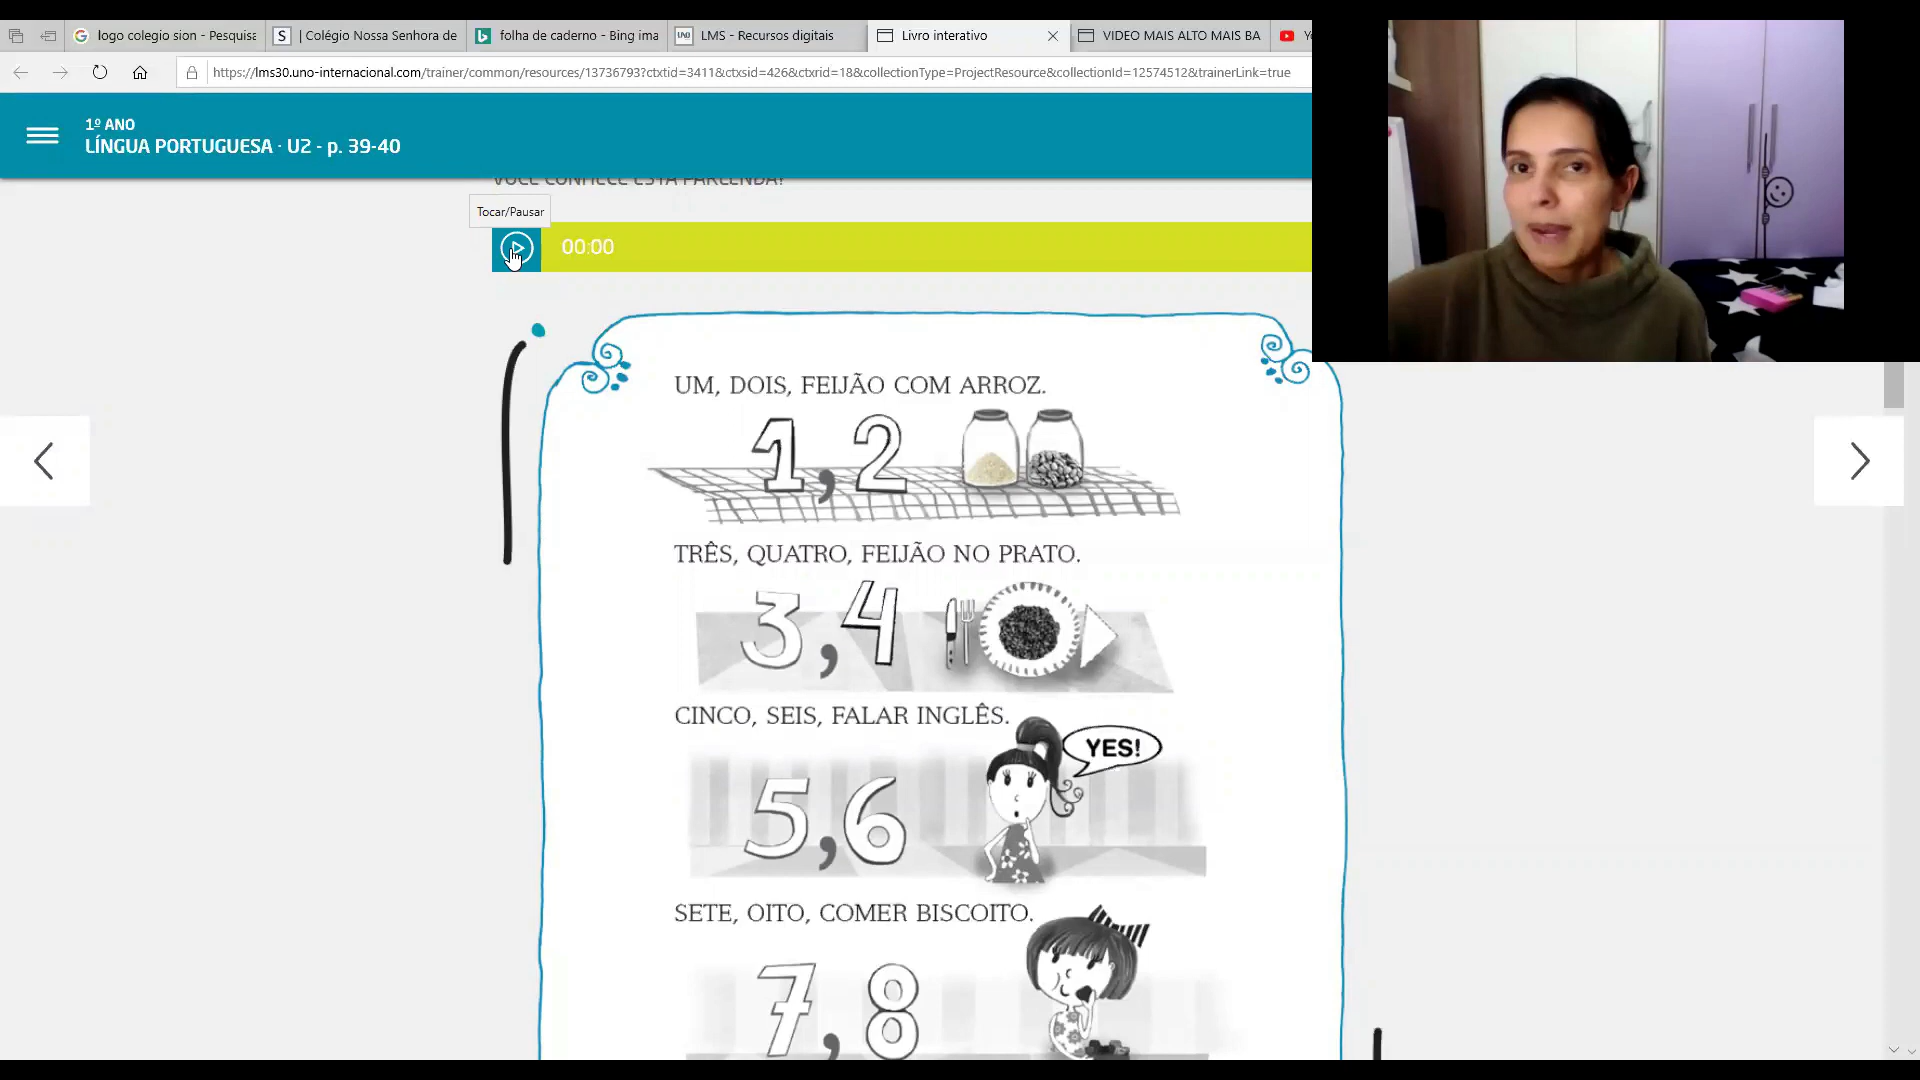 logo colegio sion - Pesquisa
| Colégio Nossa Senhora de
folha de caderno - Bing ima
LMS - Recursos digitais
Livro interativo
VIDEO MAIS ALTO MAIS BA
https://lms30.uno-internacional.com/trainer/common/resources/13736793?ctxtid=3411&ctxsid=426&ctxrid=18&collectionType=ProjectResource&collectionId=12574512&trainerLink=true
1º ANO
LÍNGUA PORTUGUESA · U2 - p. 39-40
VOCÊ CONHECE ESTA PARLENDA?
Tocar/Pausar
00:00
UM, DOIS, FEIJÃO COM ARROZ.
1, 2
TRÊS, QUATRO, FEIJÃO NO PRATO.
3, 4
CINCO, SEIS, FALAR INGLÊS.
YES!
5, 6
SETE, OITO, COMER BISCOITO.
7, 8